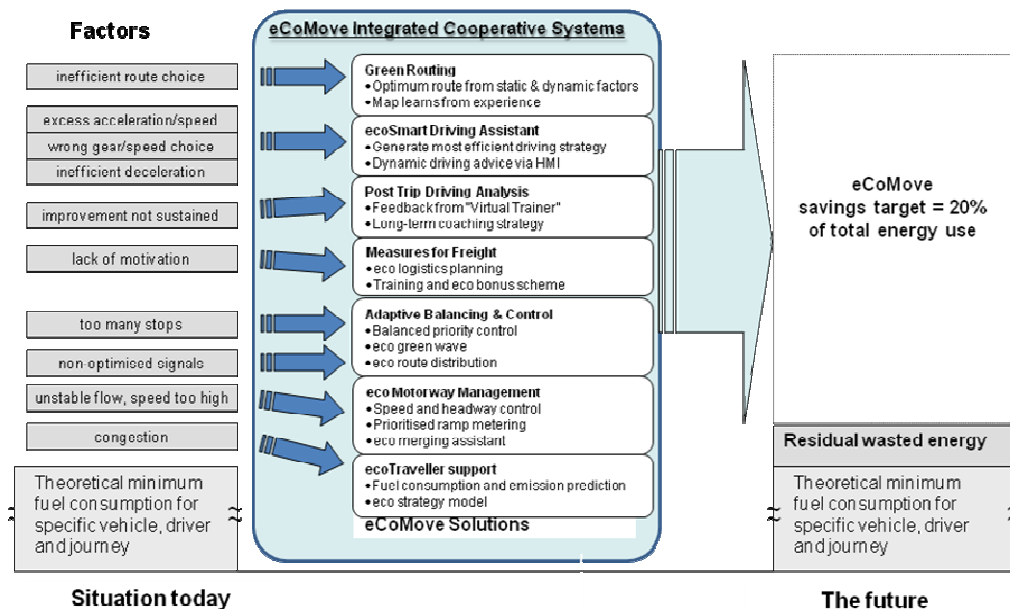 Factors
inefficient route choice
excess acceleration/speed
wrong gear/speed choice
inefficient deceleration
improvement not sustained
lack of motivation
too many stops
non-optimised signals
unstable flow, speed too high
congestion
Theoretical minimum
fuel consumption for
specific vehicle, driver
and journey
Situation today
eCoMove Integrated Cooperative Systems
Green Routing
•Optimum route from static & dynamic factors
•Map learns from experience
ecoSmart Driving Assistant
•Generate most efficient driving strategy
•Dynamic driving advice via HMI
Post Trip Driving Analysis
•Feedback from "Virtual Trainer"
•Long-term coaching strategy
Measures for Freight
•eco logistics planning
•Training and eco bonus scheme
Adaptive Balancing & Control
•Balanced priority control
•eco green wave
•eco route distribution
eco Motorway Management
•Speed and headway control
•Prioritised ramp metering
•eco merging assistant
ecoTraveller support
•Fuel consumption and emission prediction
•eco strategy model
eCoMove Solutions
eCoMove
savings target = 20%
of total energy use
Residual wasted energy
Theoretical minimum
fuel consumption for
specific vehicle, driver
and journey
The future